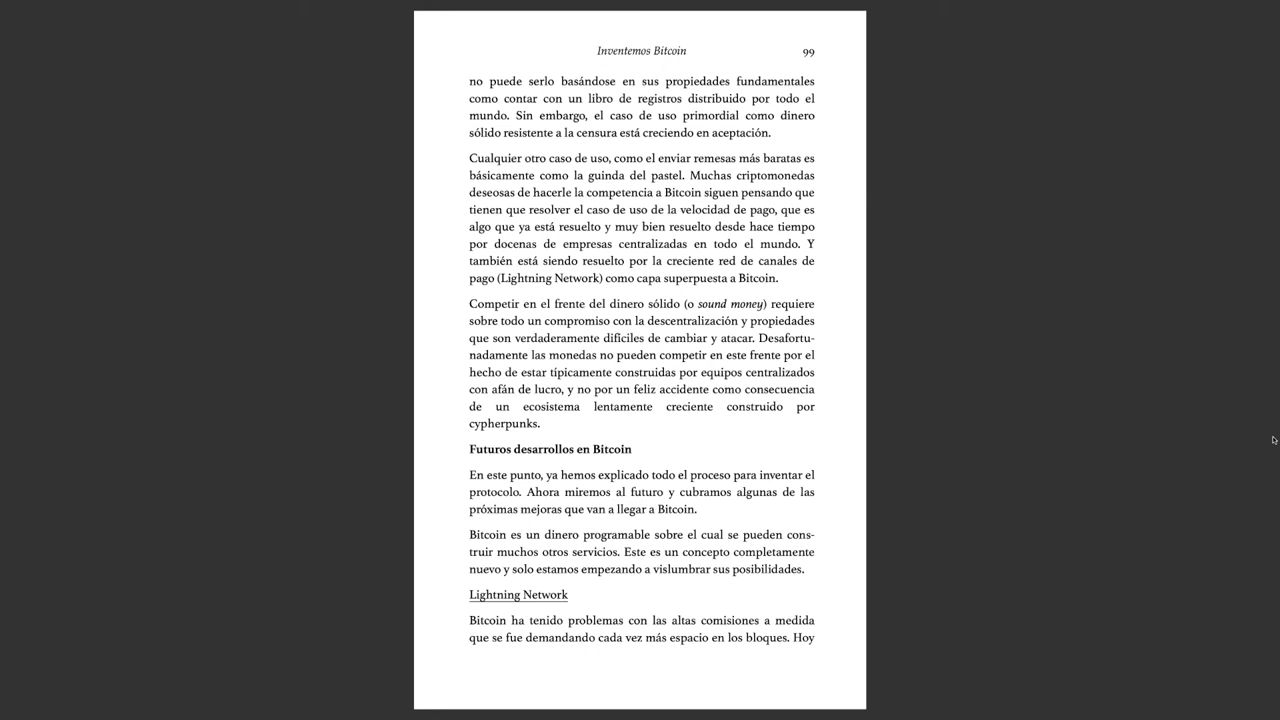 Inventemos Bitcoin 99
no puede serlo basándose en sus propiedades fundamentales
como contar con un libro de registros distribuido por todo el
mundo. Sin embargo, el caso de uso primordial como dinero
sólido resistente a la censura está creciendo en aceptación.
Cualquier otro caso de uso, como el enviar remesas más baratas es
básicamente como la guinda del pastel. Muchas criptomonedas
deseosas de hacerle la competencia a Bitcoin siguen pensando que
tienen que resolver el caso de uso de la velocidad de pago, que es
algo que ya está resuelto y muy bien resuelto desde hace tiempo
por docenas de empresas centralizadas en todo el mundo. Y
también está siendo resuelto por la creciente red de canales de
pago (Lightning Network) como capa superpuesta a Bitcoin.
Competir en el frente del dinero sólido (o sound money) requiere
sobre todo un compromiso con la descentralización y propiedades
que son verdaderamente difíciles de cambiar y atacar. Desafortu-
nadamente las monedas no pueden competir en este frente por el
hecho de estar típicamente construidas por equipos centralizados
con afán de lucro, y no por un feliz accidente como consecuencia
de un ecosistema lentamente creciente construido por
cypherpunks.
Futuros desarrollos en Bitcoin
En este punto, ya hemos explicado todo el proceso para inventar el
protocolo. Ahora miremos al futuro y cubramos algunas de las
próximas mejoras que van a llegar a Bitcoin.
Bitcoin es un dinero programable sobre el cual se pueden cons-
truir muchos otros servicios. Este es un concepto completamente
nuevo y solo estamos empezando a vislumbrar sus posibilidades.
Lightning Network
Bitcoin ha tenido problemas con las altas comisiones a medida
que se fue demandando cada vez más espacio en los bloques. Hoy